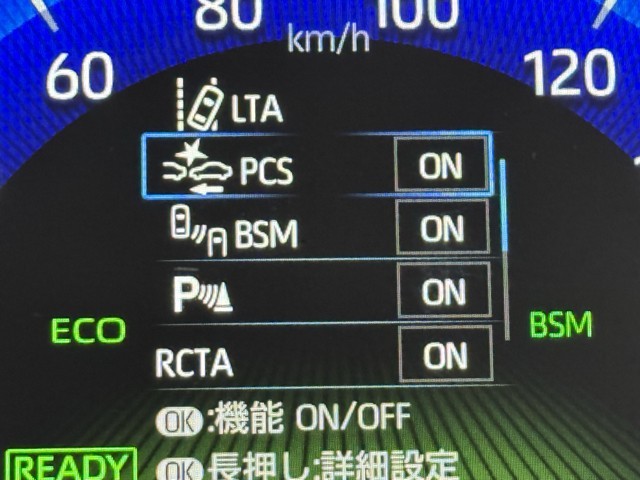 80 100
km/h
60 120
LTA
PCS ON
BSM ON
P ON
ECO BSM
RCTA ON
OK:機能 ON/OFF
READY
OK長押し:詳細設定